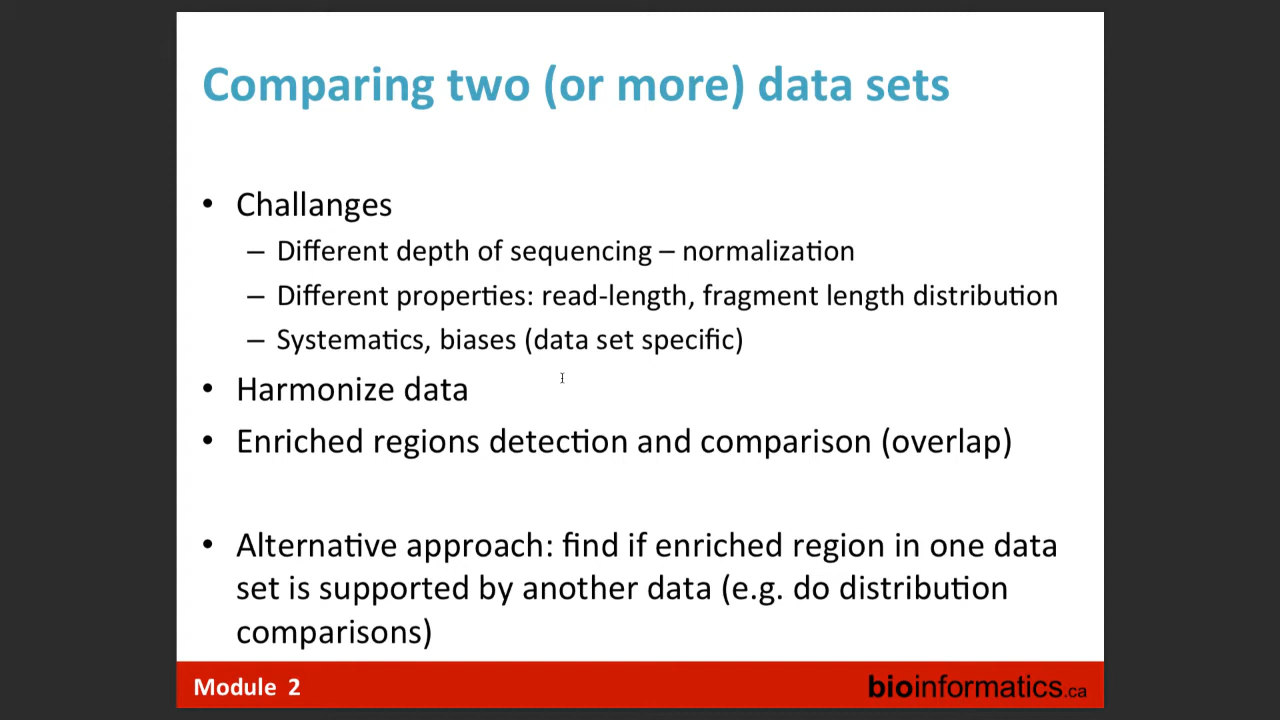 Comparing two (or more) data sets
• Challanges
– Different depth of sequencing – normalization
– Different properties: read-length, fragment length distribution
– Systematics, biases (data set specific)
• Harmonize data
• Enriched regions detection and comparison (overlap)
• Alternative approach: find if enriched region in one data
set is supported by another data (e.g. do distribution
comparisons)
Module 2
bioinformatics.ca